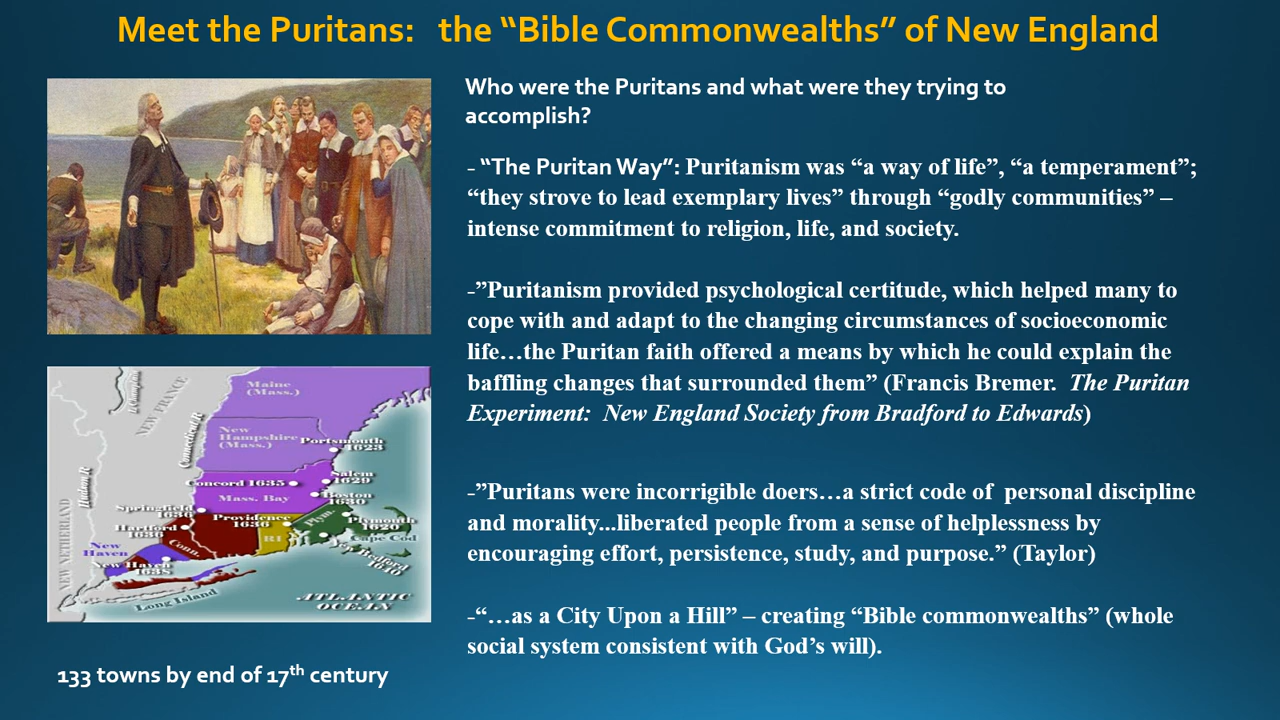 Meet the Puritans:   the “Bible Commonwealths” of New England
Who were the Puritans and what were they trying to
accomplish?
- “The Puritan Way”: Puritanism was “a way of life”, “a temperament”;
“they strove to lead exemplary lives” through “godly communities” –
intense commitment to religion, life, and society.
-”Puritanism provided psychological certitude, which helped many to
cope with and adapt to the changing circumstances of socioeconomic
life…the Puritan faith offered a means by which he could explain the
baffling changes that surrounded them” (Francis Bremer.  The Puritan
Experiment:  New England Society from Bradford to Edwards)
-”Puritans were incorrigible doers…a strict code of  personal discipline
and morality...liberated people from a sense of helplessness by
encouraging effort, persistence, study, and purpose.” (Taylor)
-“…as a City Upon a Hill” – creating “Bible commonwealths” (whole
social system consistent with God’s will).
Maine
(Mass.)
NEW FRANCE
Connecticut R
New
Hampshire
(Mass.)
Portsmouth
1623
Hudson R
Concord 1635
Salem
1629
Mass. Bay
Boston
1630
Springfield
1636
Providence
1636
Plym.
Plymouth
1620
Hartford
1636
Conn.
RI
Cape Cod
New
Haven
New Haven
1638
New Bedford
1640
NEW NETHERLAND
Long Island
ATLANTIC
OCEAN
133 towns by end of 17th century